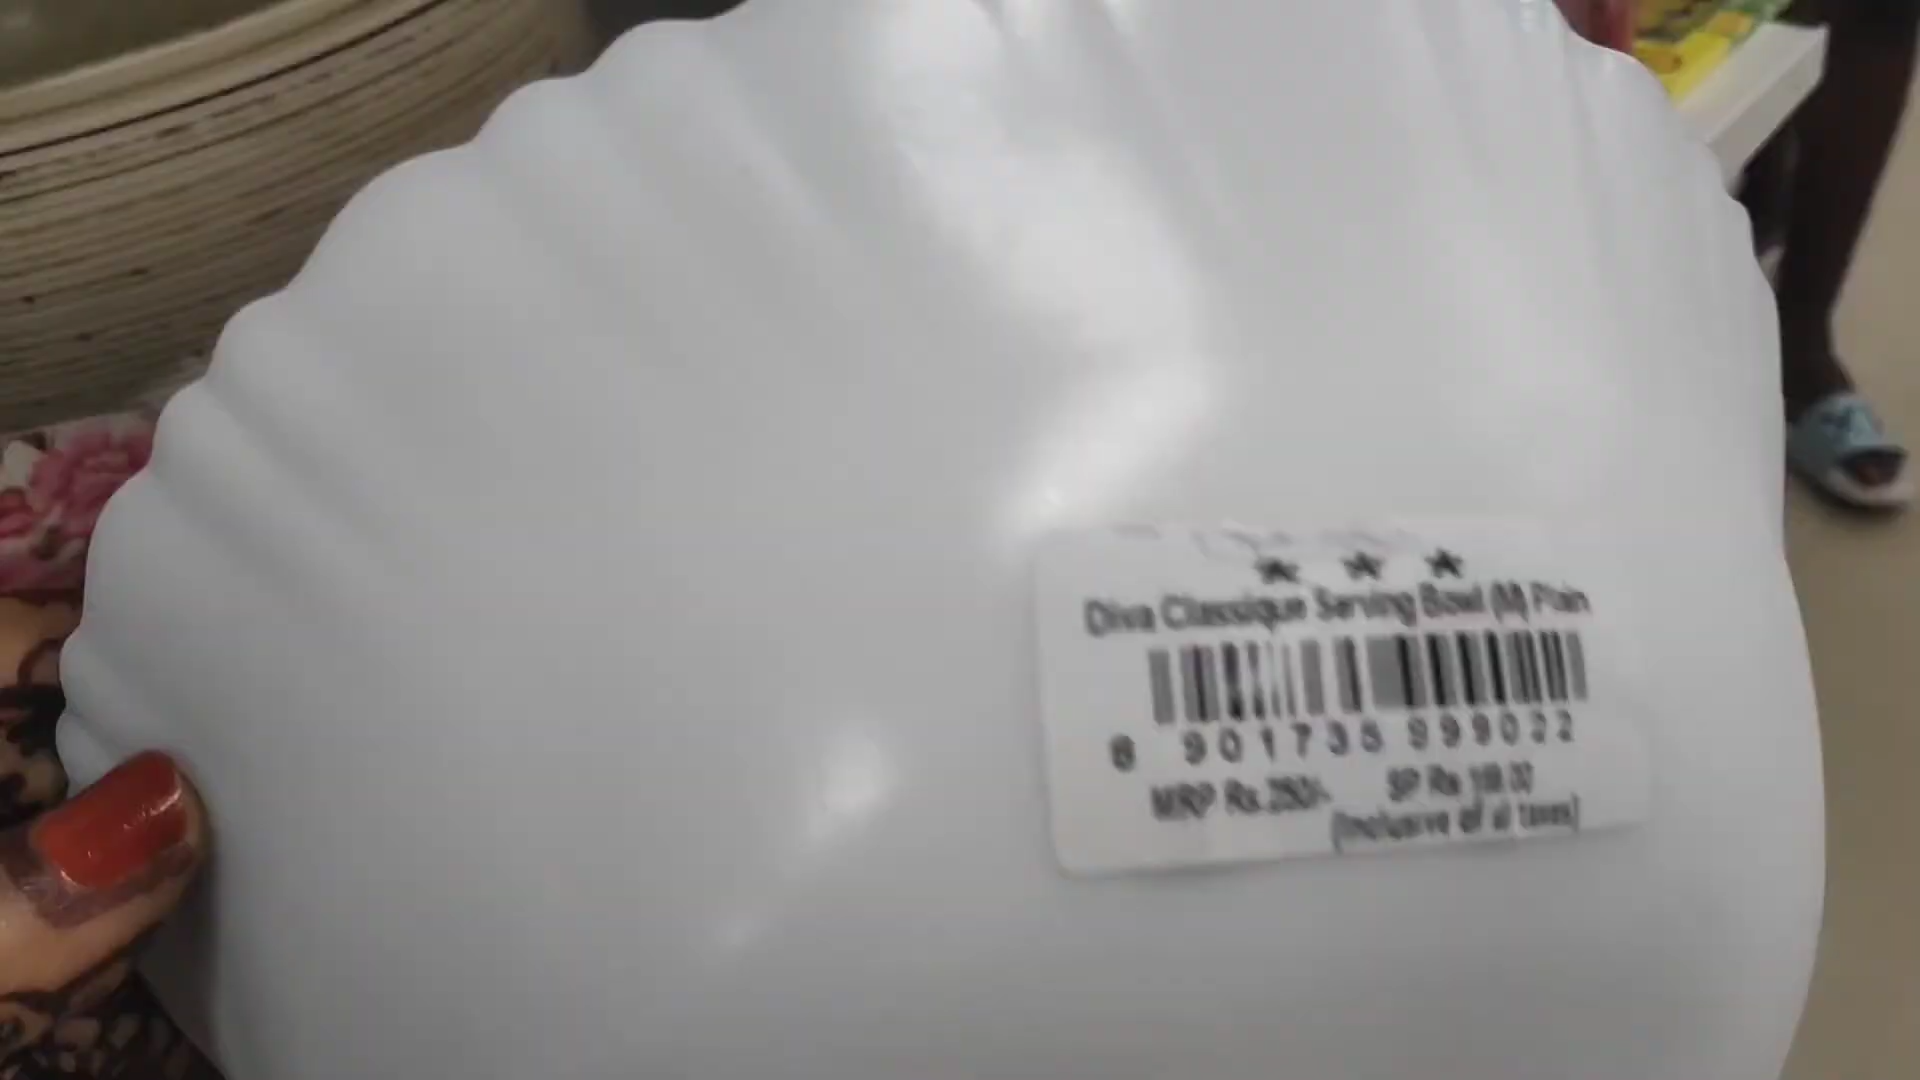 ★ ★ ★
Diva Classique Serving Bowl (M) Plain
8 901735 999022
MRP Rs.250/- SP Rs
(Inclusive of all taxes)